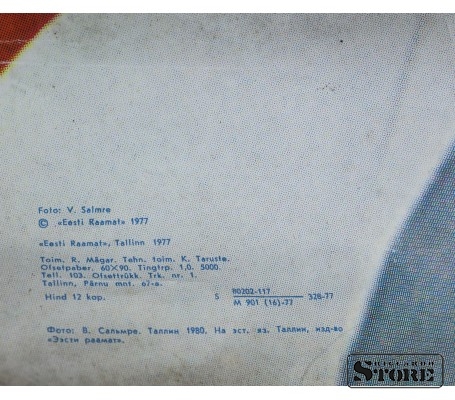 Foto: V. Salmre
© «Eesti Raamat» 1977
«Eesti Raamat», Tallinn 1977
Toim. R. Mägar. Tehn. toim. K. Taruste.
Ofsetpaber. 60×90. Tingtrp. 1,0. 5000.
Tell. 103. Ofsettrükk. Trk. nr. 1.
Tallinn, Pärnu mnt. 67-a.
Hind 12 kop.
S 80202-117 328-77
M 901 (16)-77
Фото: В. Сальмре. Таллин 1980. На эст. яз. Таллин, изд-во
«Ээсти раамат».
STORE